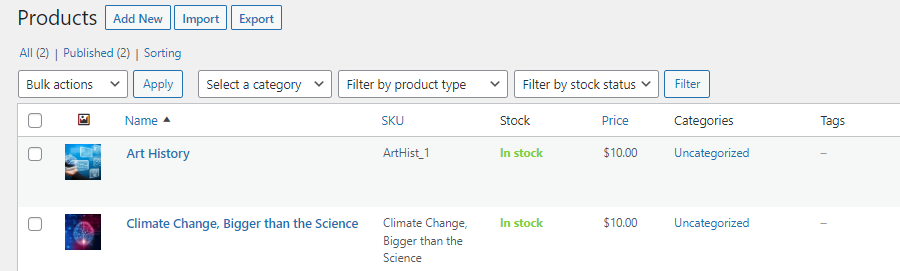 Products Add New Import Export
All (2) | Published (2) | Sorting
Bulk actions Apply Select a category Filter by product type Filter by stock status Filter
Name SKU Stock Price Categories Tags
Art History ArtHist_1 In stock $10.00 Uncategorized –
Climate Change, Bigger than the Science Climate Change, In stock $10.00 Uncategorized –
Bigger than the
Science